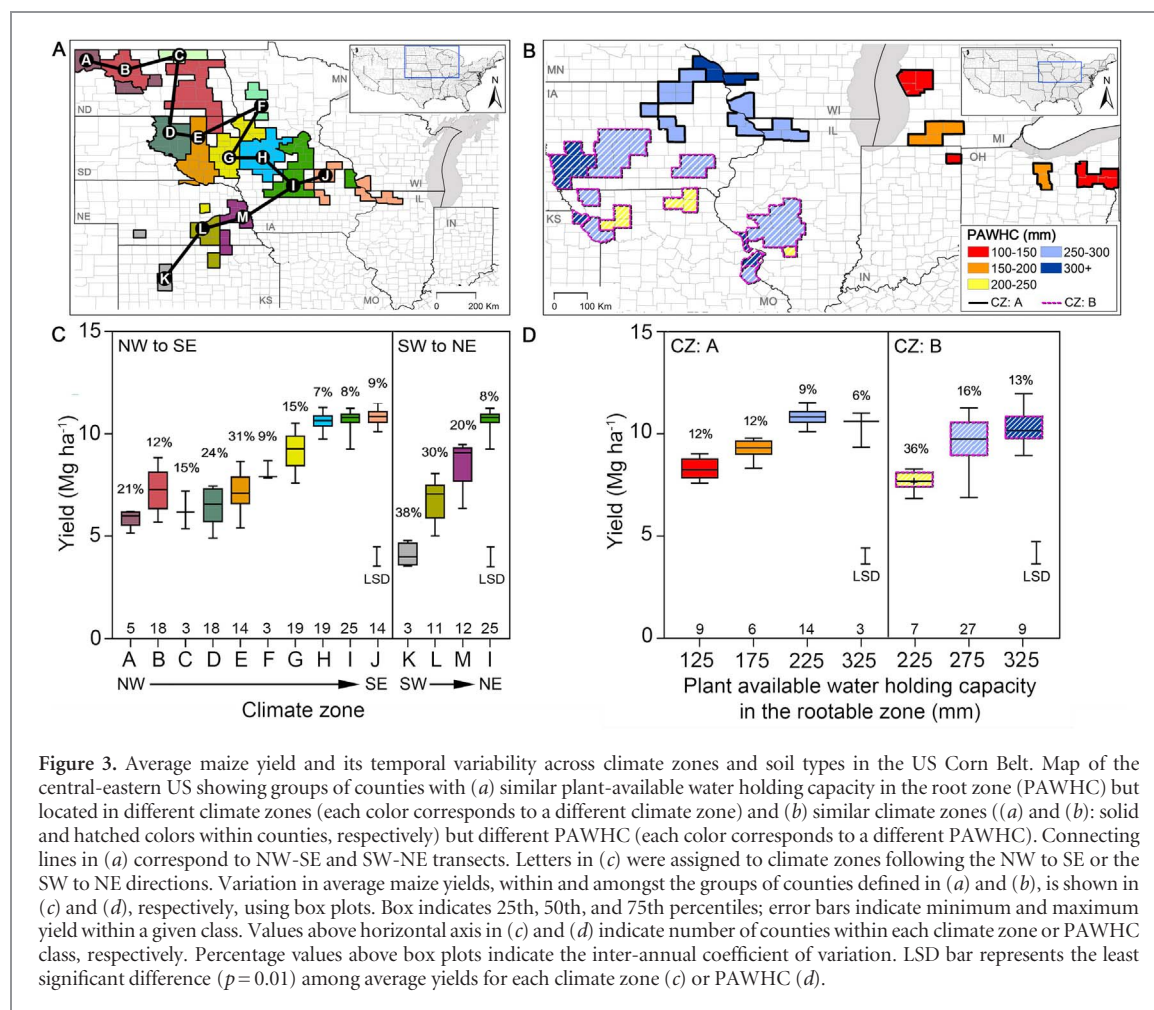 A
B
A
B
C
D
E
F
G
H
I
J
M
L
K
MN
ND
SD
NE
WI
IL
IA
IN
KS
MO
N
0 200 Km
MN
IA
WI
IL
MI
OH
KS
MO
IN
N
0 100 Km
PAWHC (mm)
100-150 250-300
150-200 300+
200-250
CZ: A CZ: B
C
15
10
5
0
Yield (Mg ha⁻¹)
NW to SE
SW to NE
21%
12%
15%
24%
31%
9%
15%
7%
8%
9%
38%
30%
20%
8%
LSD
LSD
5 18 3 18 14 3 19 19 25 14 3 11 12 25
A B C D E F G H I J K L M I
NW SE SW NE
Climate zone
D
15
10
5
0
Yield (Mg ha⁻¹)
CZ: A
CZ: B
12%
12%
9%
6%
36%
16%
13%
LSD
LSD
9 6 14 3 7 27 9
125 175 225 325 225 275 325
Plant available water holding capacity
in the rootable zone (mm)
Figure 3. Average maize yield and its temporal variability across climate zones and soil types in the US Corn Belt. Map of the
central-eastern US showing groups of counties with (a) similar plant-available water holding capacity in the root zone (PAWHC) but
located in different climate zones (each color corresponds to a different climate zone) and (b) similar climate zones ((a) and (b): solid
and hatched colors within counties, respectively) but different PAWHC (each color corresponds to a different PAWHC). Connecting
lines in (a) correspond to NW-SE and SW-NE transects. Letters in (c) were assigned to climate zones following the NW to SE or the
SW to NE directions. Variation in average maize yields, within and amongst the groups of counties defined in (a) and (b), is shown in
(c) and (d), respectively, using box plots. Box indicates 25th, 50th, and 75th percentiles; error bars indicate minimum and maximum
yield within a given class. Values above horizontal axis in (c) and (d) indicate number of counties within each climate zone or PAWHC
class, respectively. Percentage values above box plots indicate the inter-annual coefficient of variation. LSD bar represents the least
significant difference (p = 0.01) among average yields for each climate zone (c) or PAWHC (d).